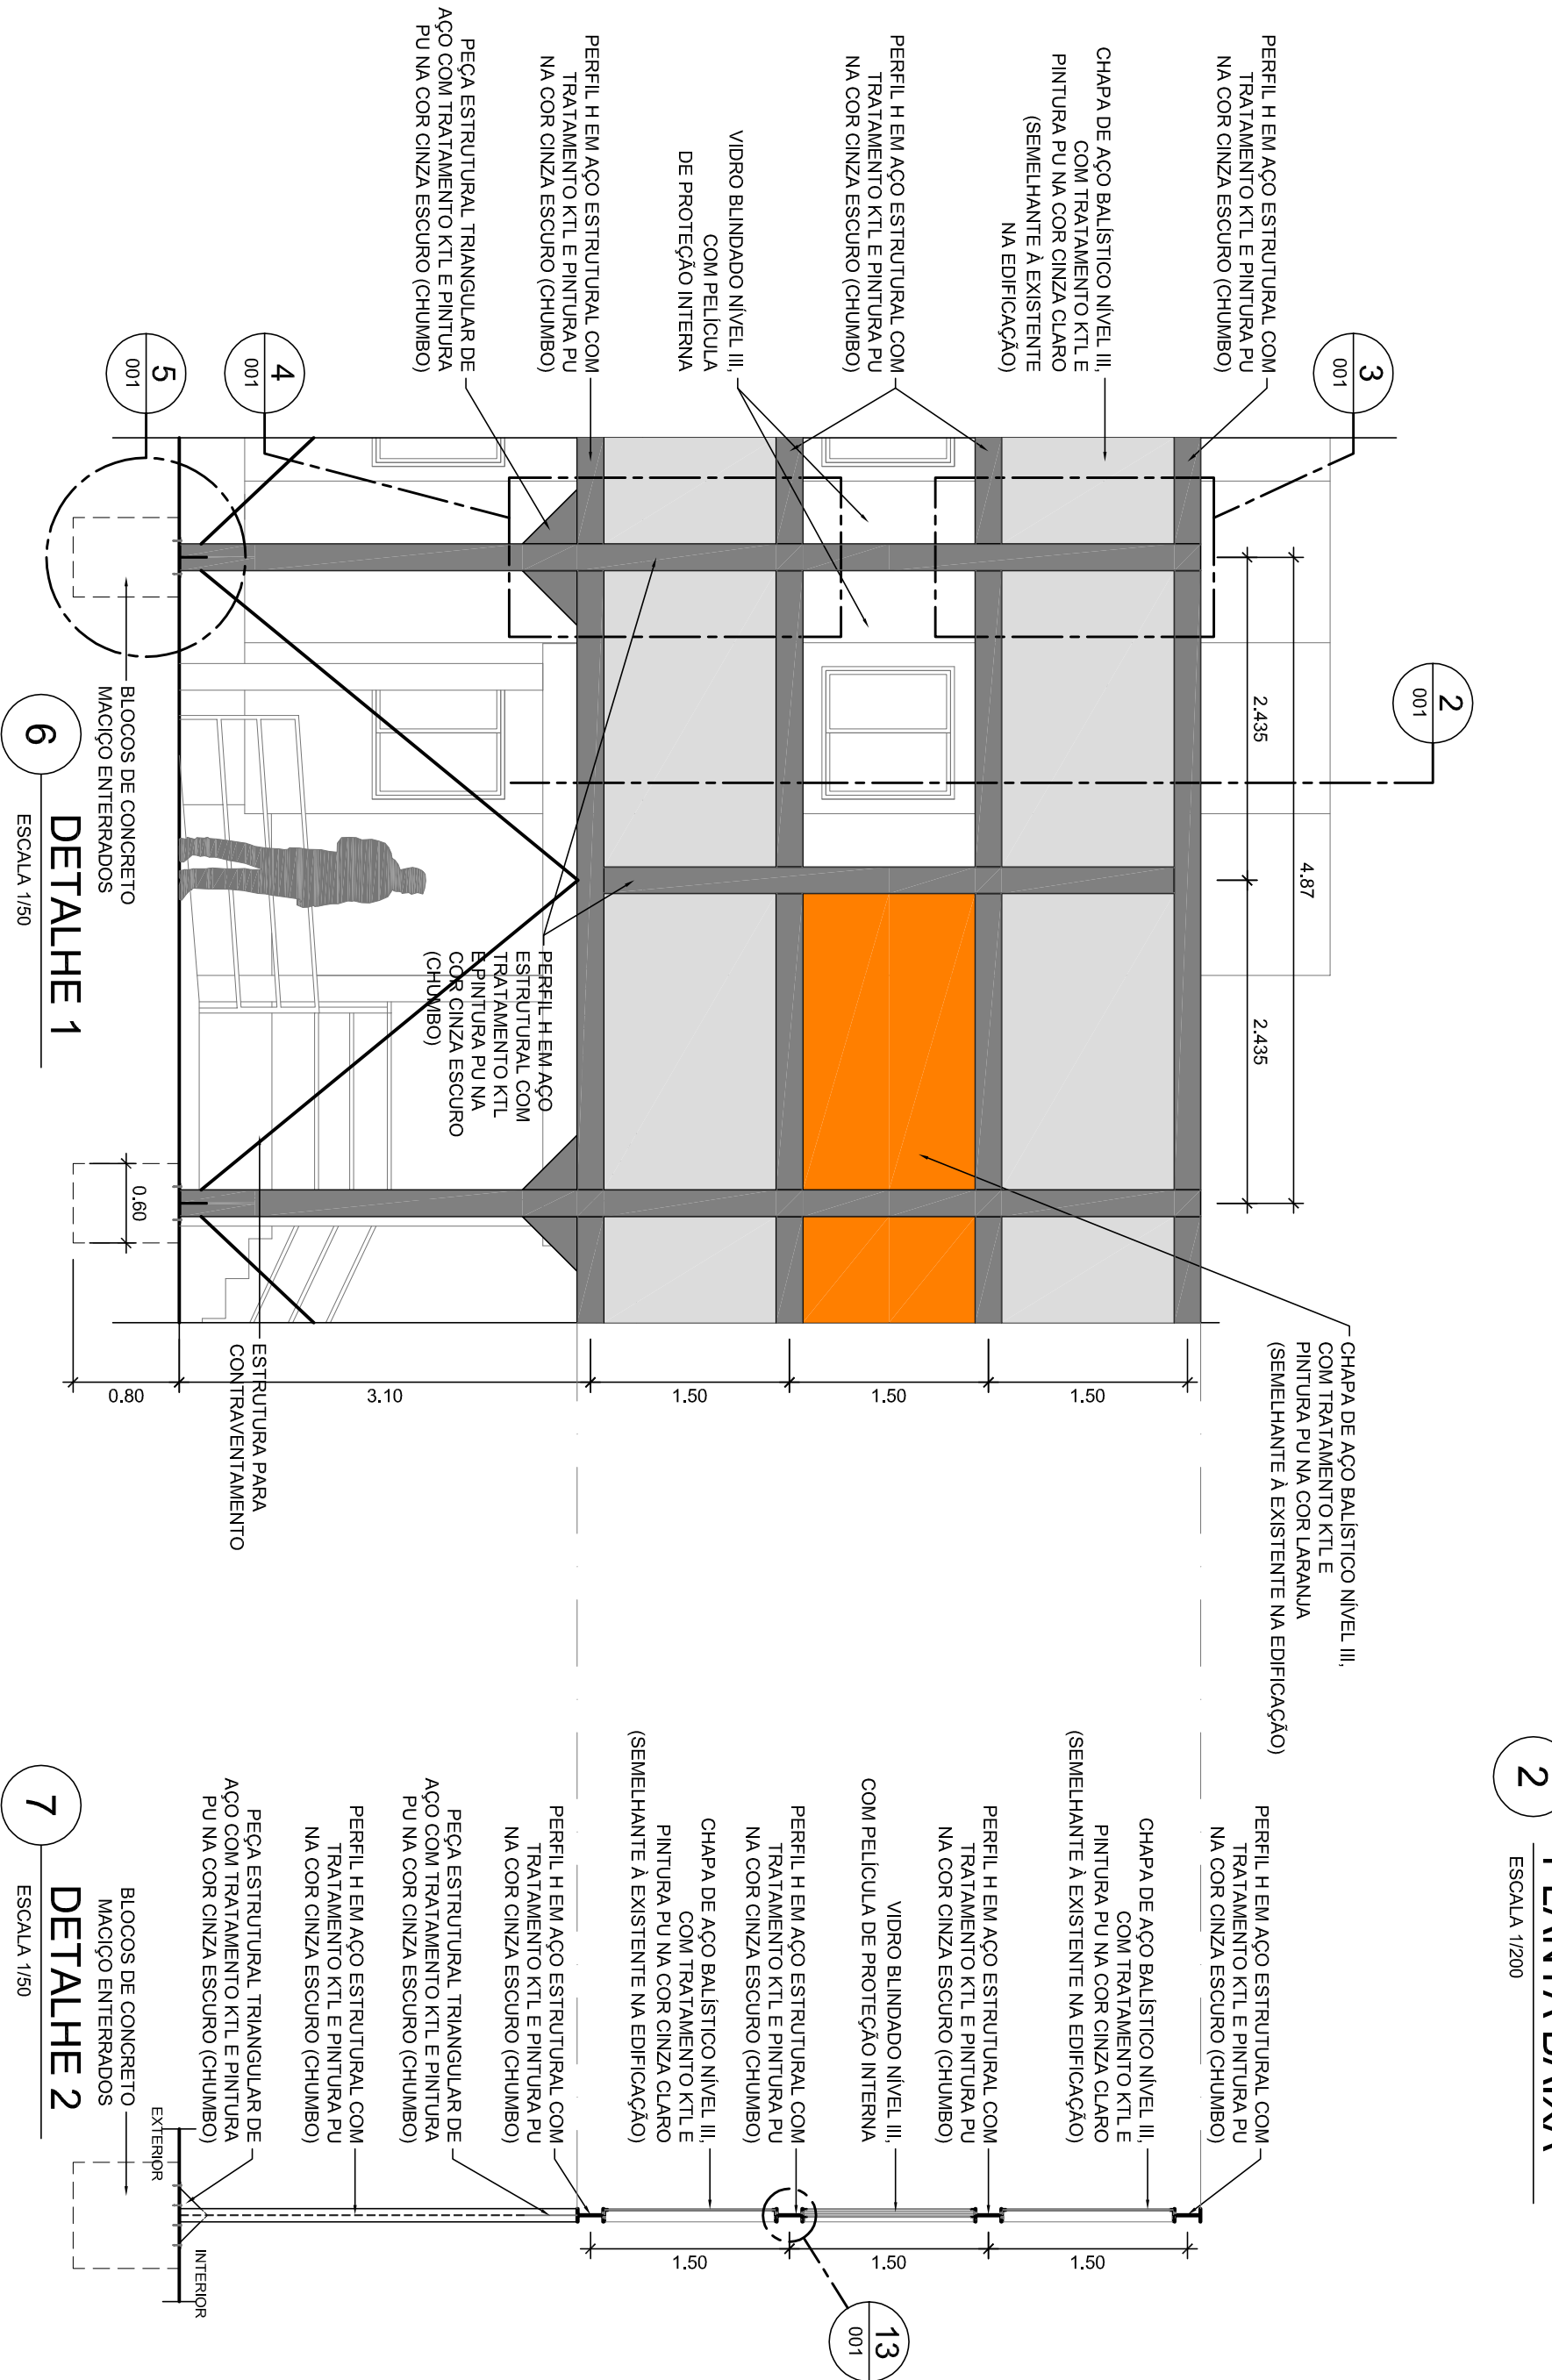 3
001
2
001
4.87
2.435
2.435
PERFIL H EM AÇO ESTRUTURAL COM
TRATAMENTO KTL E PINTURA PU
NA COR CINZA ESCURO (CHUMBO)
CHAPA DE AÇO BALÍSTICO NÍVEL III,
COM TRATAMENTO KTL E
PINTURA PU NA COR CINZA CLARO
(SEMELHANTE À EXISTENTE
NA EDIFICAÇÃO)
PERFIL H EM AÇO ESTRUTURAL COM
TRATAMENTO KTL E PINTURA PU
NA COR CINZA ESCURO (CHUMBO)
VIDRO BLINDADO NÍVEL III,
COM PELÍCULA
DE PROTEÇÃO INTERNA
PERFIL H EM AÇO ESTRUTURAL COM
TRATAMENTO KTL E PINTURA PU
NA COR CINZA ESCURO (CHUMBO)
PEÇA ESTRUTURAL TRIANGULAR DE
AÇO COM TRATAMENTO KTL E PINTURA
PU NA COR CINZA ESCURO (CHUMBO)
4
001
5
001
CHAPA DE AÇO BALÍSTICO NÍVEL III,
COM TRATAMENTO KTL E
PINTURA PU NA COR LARANJA
(SEMELHANTE À EXISTENTE NA EDIFICAÇÃO)
PERFIL H EM AÇO
ESTRUTURAL COM
TRATAMENTO KTL
E PINTURA PU NA
COR CINZA ESCURO
(CHUMBO)
1.50
1.50
1.50
3.10
0.80
0.60
ESTRUTURA PARA
CONTRAVENTAMENTO
BLOCOS DE CONCRETO
MACIÇO ENTERRADOS
6
DETALHE 1
ESCALA 1/50
2
ESCALA 1/200
PERFIL H EM AÇO ESTRUTURAL COM
TRATAMENTO KTL E PINTURA PU
NA COR CINZA ESCURO (CHUMBO)
CHAPA DE AÇO BALÍSTICO NÍVEL III,
COM TRATAMENTO KTL E
PINTURA PU NA COR CINZA CLARO
(SEMELHANTE À EXISTENTE NA EDIFICAÇÃO)
PERFIL H EM AÇO ESTRUTURAL COM
TRATAMENTO KTL E PINTURA PU
NA COR CINZA ESCURO (CHUMBO)
VIDRO BLINDADO NÍVEL III,
COM PELÍCULA DE PROTEÇÃO INTERNA
PERFIL H EM AÇO ESTRUTURAL COM
TRATAMENTO KTL E PINTURA PU
NA COR CINZA ESCURO (CHUMBO)
CHAPA DE AÇO BALÍSTICO NÍVEL III,
COM TRATAMENTO KTL E
PINTURA PU NA COR CINZA CLARO
(SEMELHANTE À EXISTENTE NA EDIFICAÇÃO)
PERFIL H EM AÇO ESTRUTURAL COM
TRATAMENTO KTL E PINTURA PU
NA COR CINZA ESCURO (CHUMBO)
PEÇA ESTRUTURAL TRIANGULAR DE
AÇO COM TRATAMENTO KTL E PINTURA
PU NA COR CINZA ESCURO (CHUMBO)
PERFIL H EM AÇO ESTRUTURAL COM
TRATAMENTO KTL E PINTURA PU
NA COR CINZA ESCURO (CHUMBO)
PEÇA ESTRUTURAL TRIANGULAR DE
AÇO COM TRATAMENTO KTL E PINTURA
PU NA COR CINZA ESCURO (CHUMBO)
1.50
1.50
1.50
13
001
EXTERIOR
INTERIOR
BLOCOS DE CONCRETO
MACIÇO ENTERRADOS
7
DETALHE 2
ESCALA 1/50